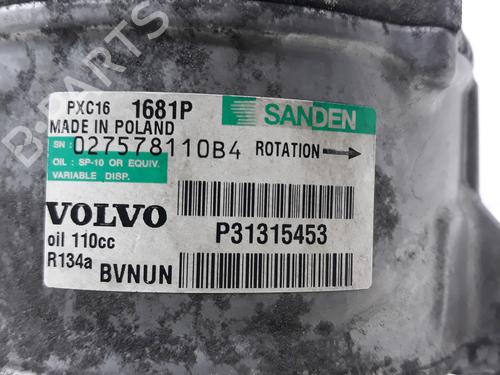 B-PARTS
PXC16 1681P SANDEN
MADE IN POLAND
SN: 027578110B4 ROTATION
OIL : SP-10 OR EQUIV.
VARIABLE DISP.
VOLVO P31315453
oil 110cc
R134a BVNUN